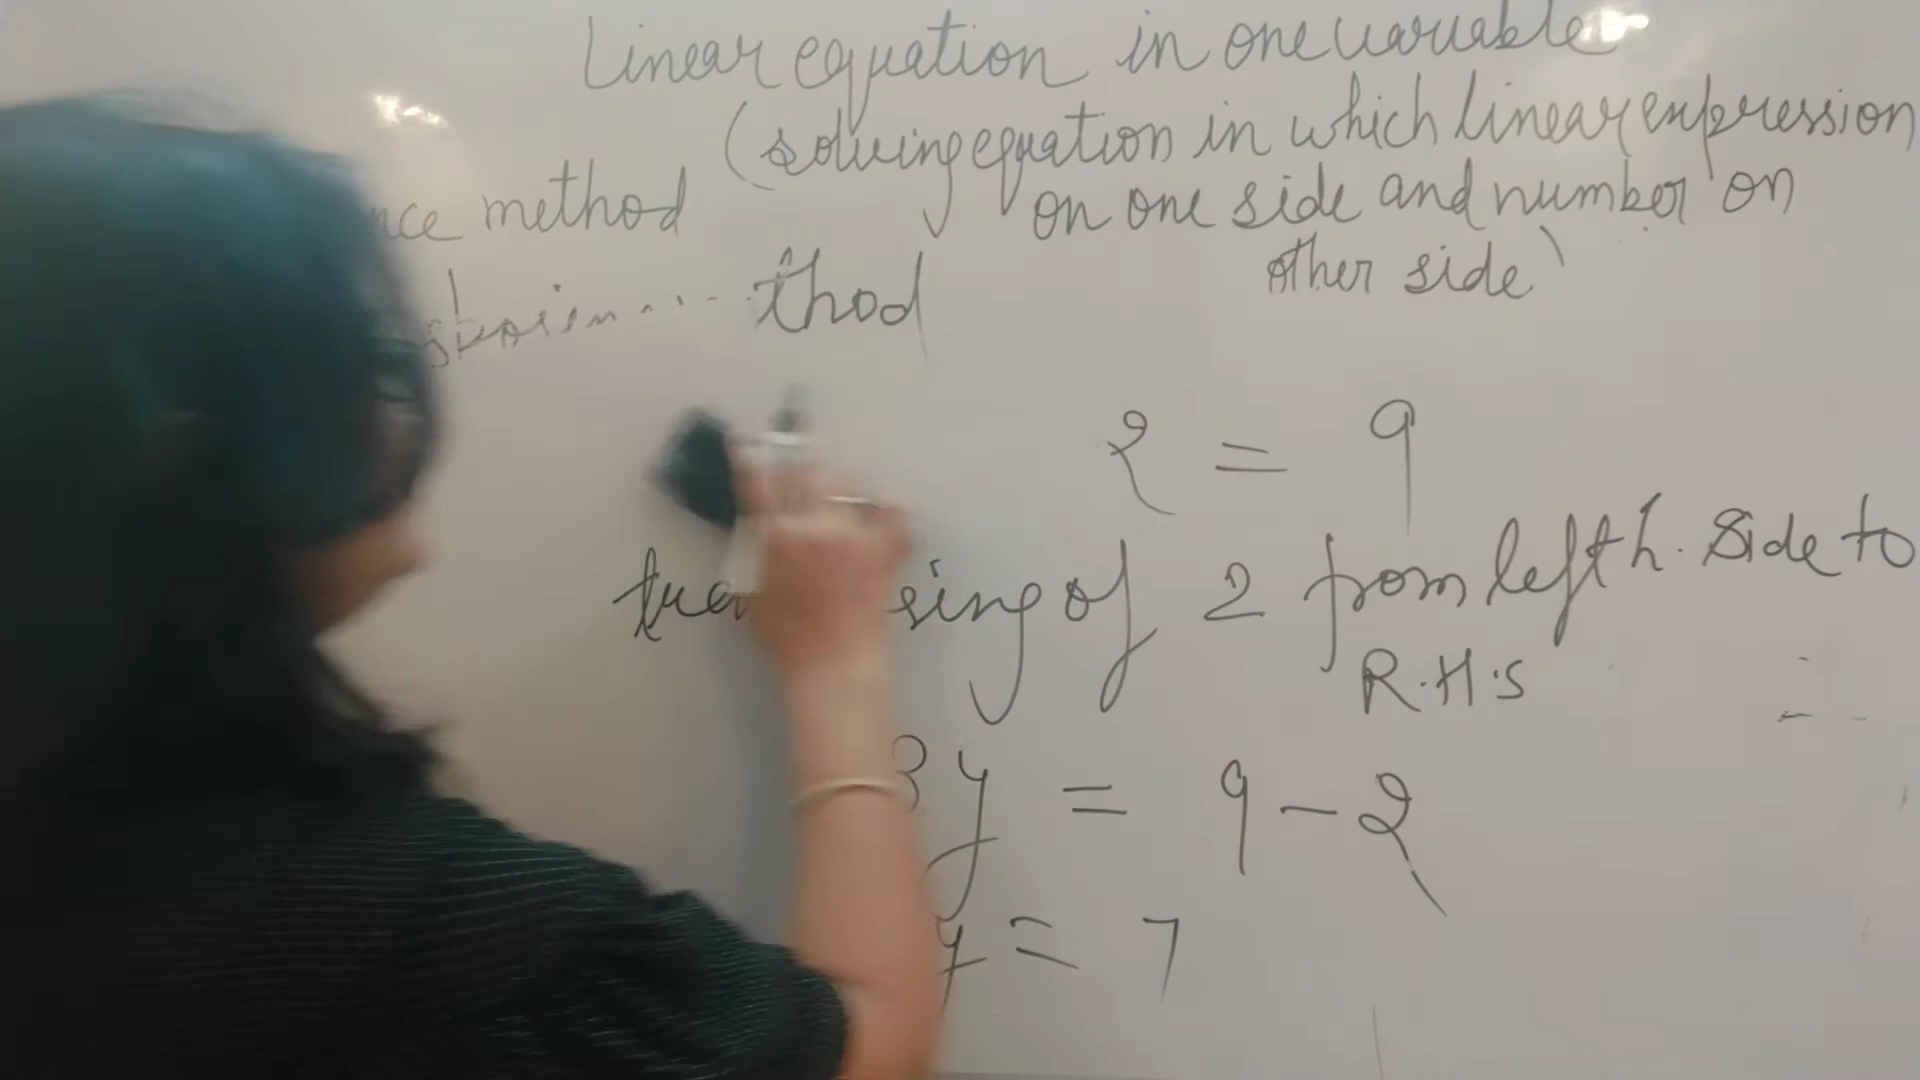 Linear equation in one variable
(solving equation in which linear expression
on one side and number on
other side)
method
thod
2 = 9
of 2 from left h. Side to
R.H.S
3y = 9 - 2
y = 7